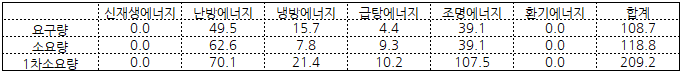 신재생에너지 난방에너지 냉방에너지 급탕에너지 조명에너지 환기에너지 합계
요구량 0.0 49.5 15.7 4.4 39.1 0.0 108.7
소요량 0.0 62.6 7.8 9.3 39.1 0.0 118.8
1차소요량 0.0 70.1 21.4 10.2 107.5 0.0 209.2